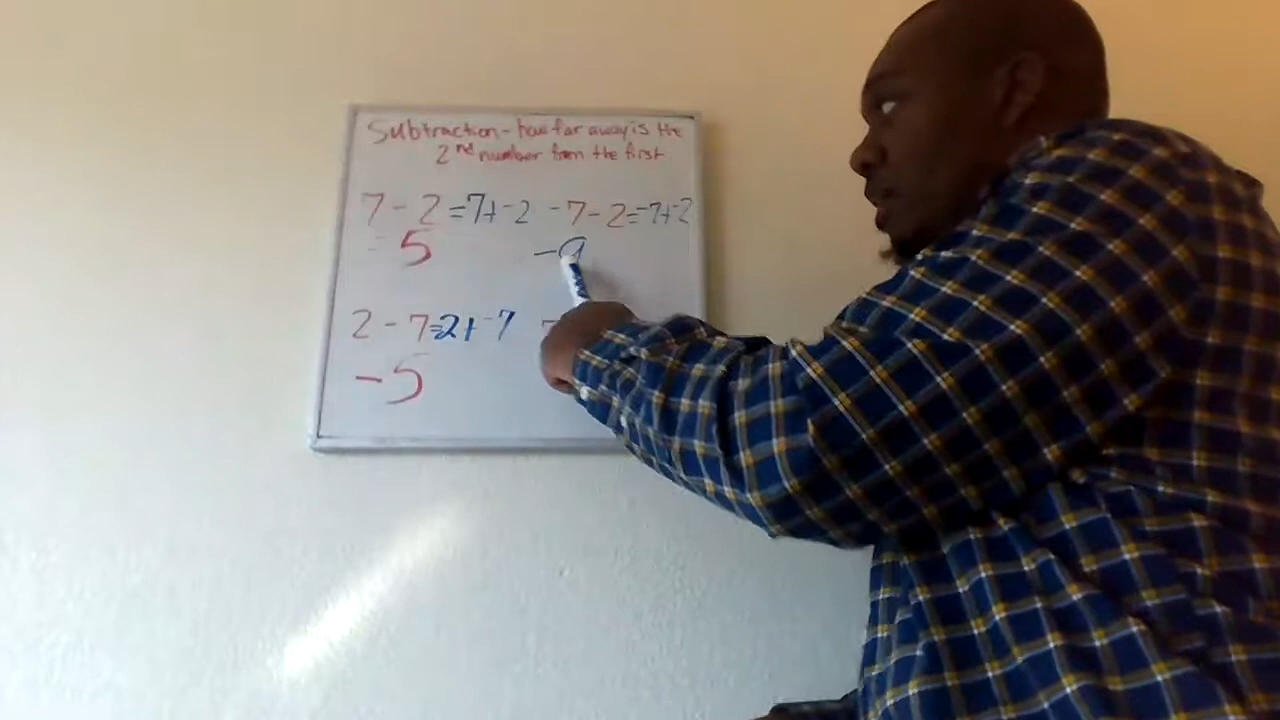 Subtraction - how far away is the
2nd number from the first
7 - 2 = 7 + -2
= 5
-7 - 2 = -7 + -2
-9
2 - 7 = 2 + -7
-5
7